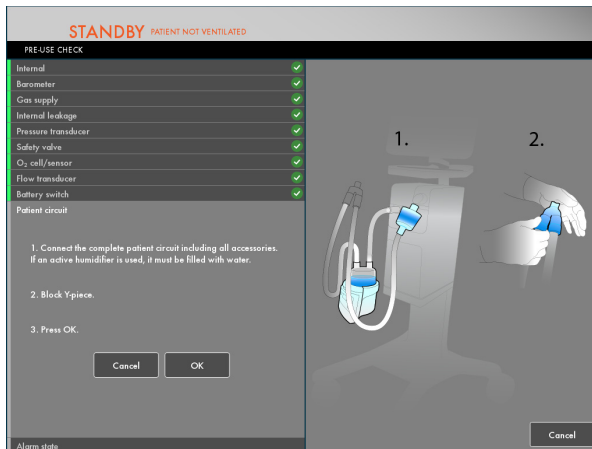 STANDBY PATIENT NOT VENTILATED
PRE-USE CHECK
Internal
Barometer
Gas supply
Internal leakage
Pressure transducer
Safety valve
O₂ cell/sensor
Flow transducer
Battery switch
Patient circuit
1. Connect the complete patient circuit including all accessories.
If an active humidifier is used, it must be filled with water.
2. Block Y-piece.
3. Press OK.
Cancel OK
Alarm state
1. 2.
Cancel